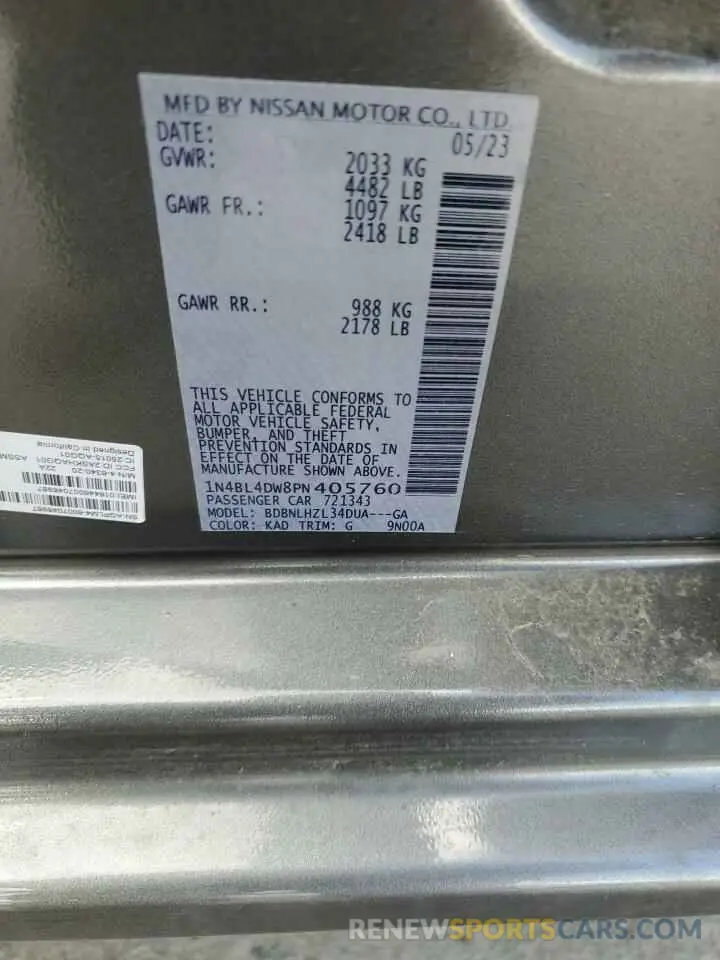 MFD BY NISSAN MOTOR CO., LTD.
DATE: 05/23
GVWR: 2033 KG
4482 LB
GAWR FR.: 1097 KG
2418 LB
GAWR RR.: 988 KG
2178 LB
THIS VEHICLE CONFORMS TO
ALL APPLICABLE FEDERAL
MOTOR VEHICLE SAFETY,
BUMPER, AND THEFT
PREVENTION STANDARDS IN
EFFECT ON THE DATE OF
MANUFACTURE SHOWN ABOVE.
1N4BL4DW8PN405760
PASSENGER CAR 721343
MODEL: BDBNLHZL34DUA---GA
COLOR: KAD TRIM: G 9N00A
22A
Designed in California
RENEWSPORTSCARS.COM